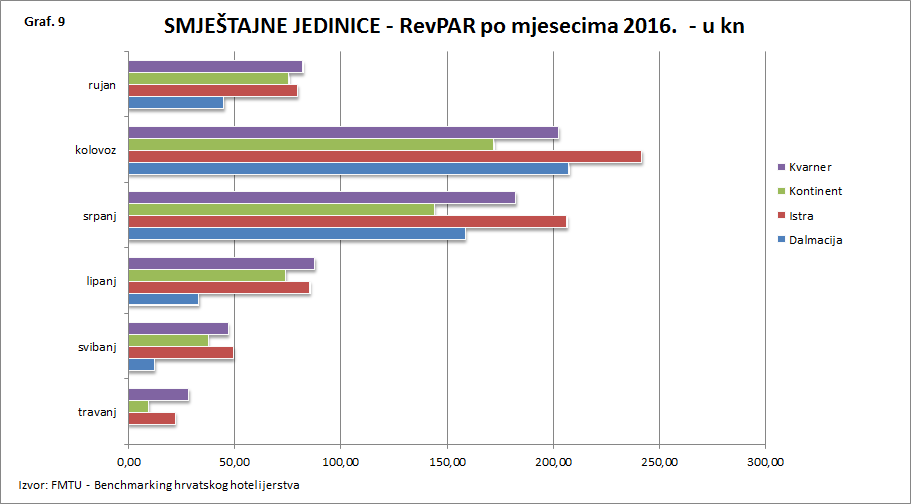 Graf. 9
SMJEŠTAJNE JEDINICE - RevPAR po mjesecima 2016.  - u kn
rujan
kolovoz
srpanj
lipanj
svibanj
travanj
Kvarner
Kontinent
Istra
Dalmacija
0,00 50,00 100,00 150,00 200,00 250,00 300,00
Izvor: FMTU - Benchmarking hrvatskog hotelijerstva